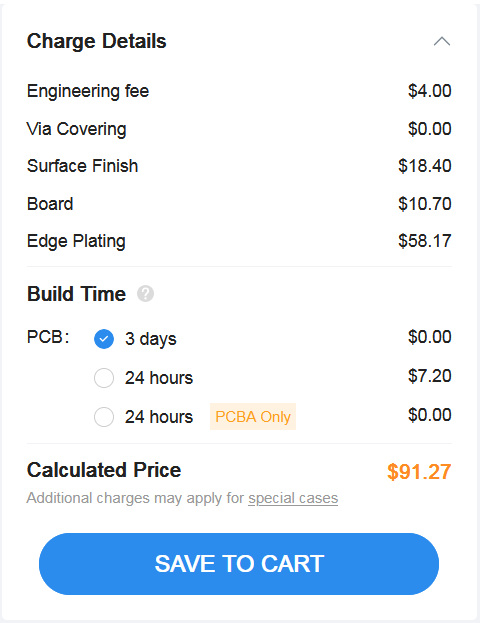 Charge Details
Engineering fee $4.00
Via Covering $0.00
Surface Finish $18.40
Board $10.70
Edge Plating $58.17
Build Time ?
PCB: 3 days $0.00
24 hours $7.20
24 hours PCBA Only $0.00
Calculated Price $91.27
Additional charges may apply for special cases
SAVE TO CART